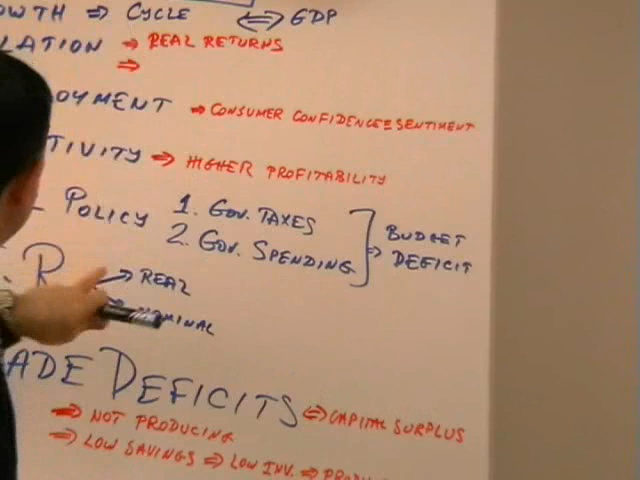 OWTH ⇒ CYCLE ⇔ GDP
LATION → REAL RETURNS
⇒
OYMENT → CONSUMER CONFIDENCE = SENTIMENT
TIVITY ⇒ HIGHER PROFITABILITY
POLICY 1. GOV. TAXES
2. GOV. SPENDING
⇒ BUDGET DEFICIT
R → REAL
MINAL
ADE DEFICITS ⇔ CAPITAL SURPLUS
⇒ NOT PRODUCING
⇒ LOW SAVINGS ⇒ LOW INV. ⇒